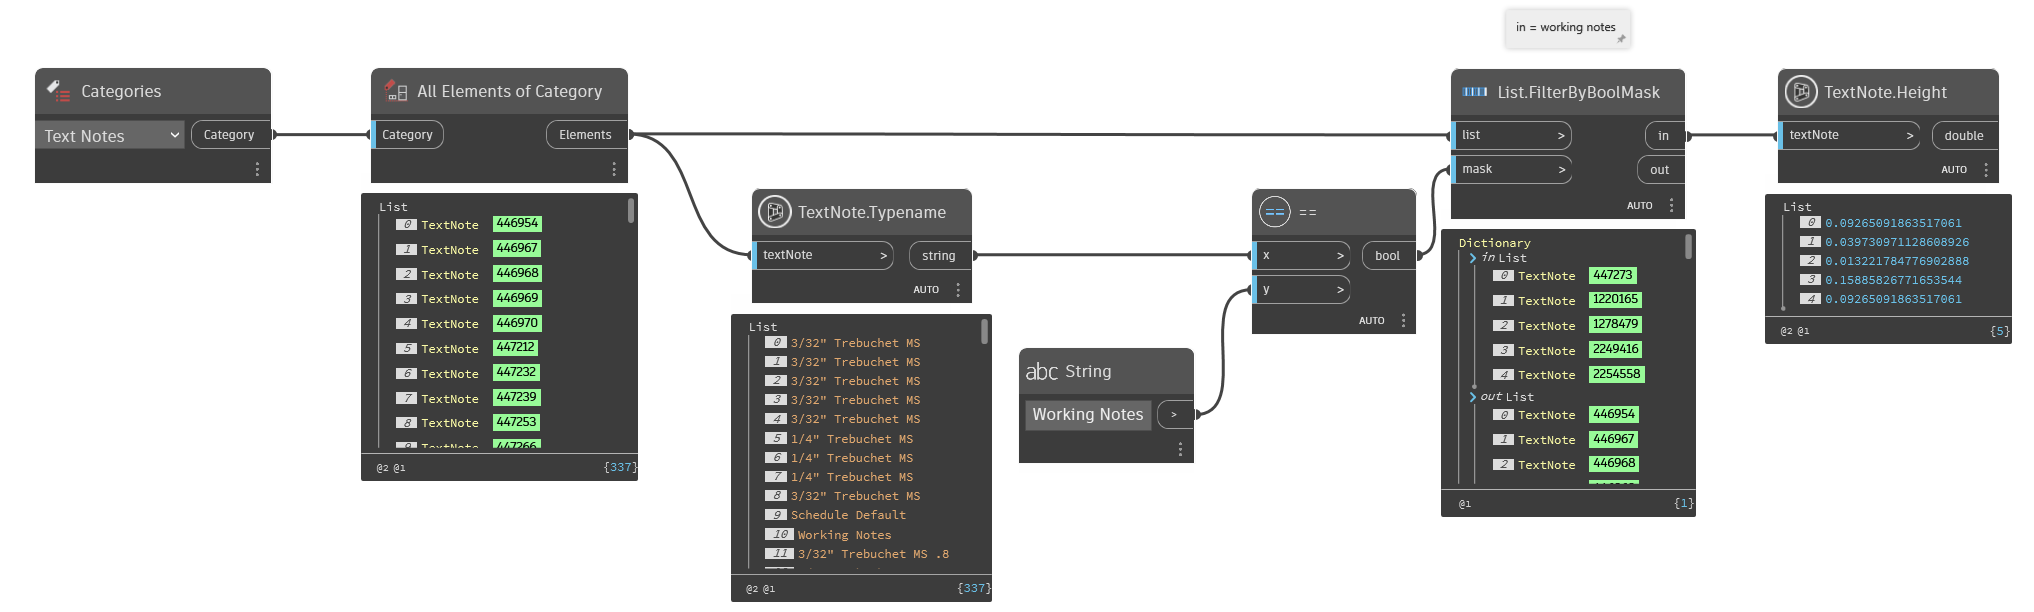 in = working notes
Categories
Text Notes
Category
All Elements of Category
Category
Elements
List
0 TextNote 446954
1 TextNote 446967
2 TextNote 446968
3 TextNote 446969
4 TextNote 446970
5 TextNote 447212
6 TextNote 447232
7 TextNote 447239
8 TextNote 447253
9 TextNote 447266
@2 @1 {337}
TextNote.Typename
textNote >
string
AUTO
List
0 3/32" Trebuchet MS
1 3/32" Trebuchet MS
2 3/32" Trebuchet MS
3 3/32" Trebuchet MS
4 3/32" Trebuchet MS
5 1/4" Trebuchet MS
6 1/4" Trebuchet MS
7 1/4" Trebuchet MS
8 3/32" Trebuchet MS
9 Schedule Default
10 Working Notes
11 3/32" Trebuchet MS .8
@2 @1 {337}
abc String
Working Notes >
== ==
x >
bool
y >
AUTO
List.FilterByBoolMask
list >
in
mask >
out
AUTO
Dictionary
in List
0 TextNote 447273
1 TextNote 1220165
2 TextNote 1278479
3 TextNote 2249416
4 TextNote 2254558
out List
0 TextNote 446954
1 TextNote 446967
2 TextNote 446968
@1 {1}
TextNote.Height
textNote >
double
AUTO
List
0 0.09265091863517061
1 0.039730971128608926
2 0.013221784776902888
3 0.15885826771653544
4 0.09265091863517061
@2 @1 {5}